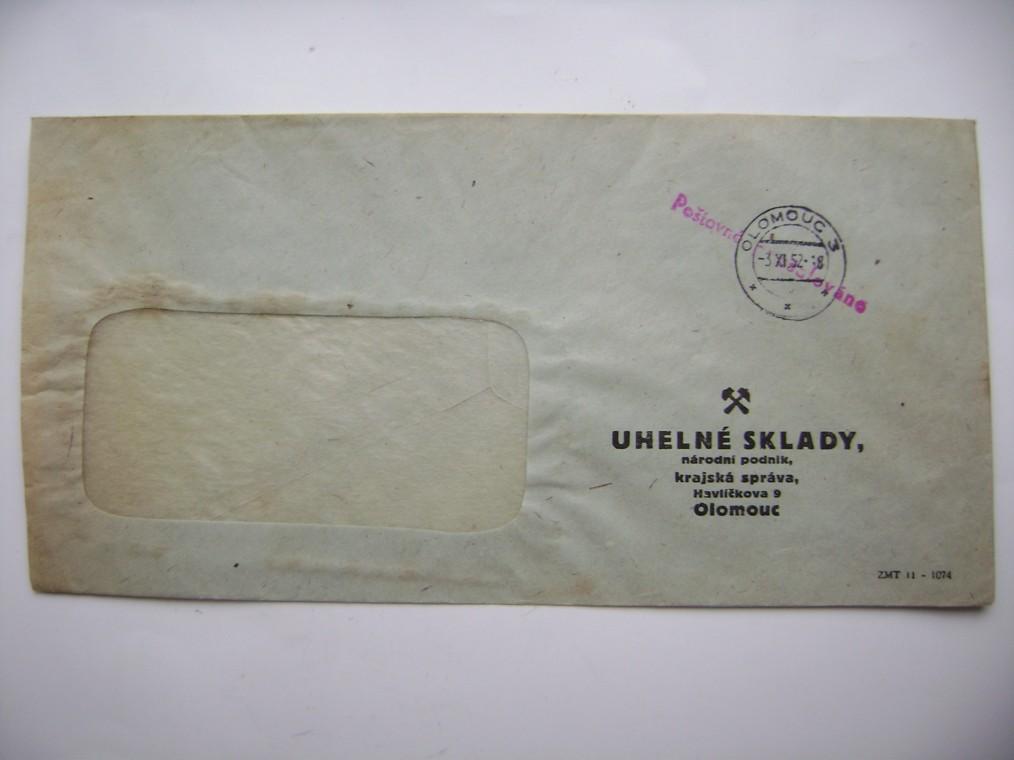 Poštovné
OLOMOUC 3
-3 XI 52-18
UHELNÉ SKLADY,
národní podnik,
krajská správa,
Havlíčkova 9
Olomouc
ZMT 11 - 1074